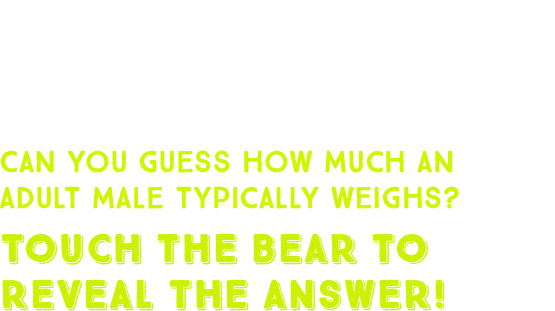 CAN YOU GUESS HOW MUCH AN
ADULT MALE TYPICALLY WEIGHS?
TOUCH THE BEAR TO
REVEAL THE ANSWER!